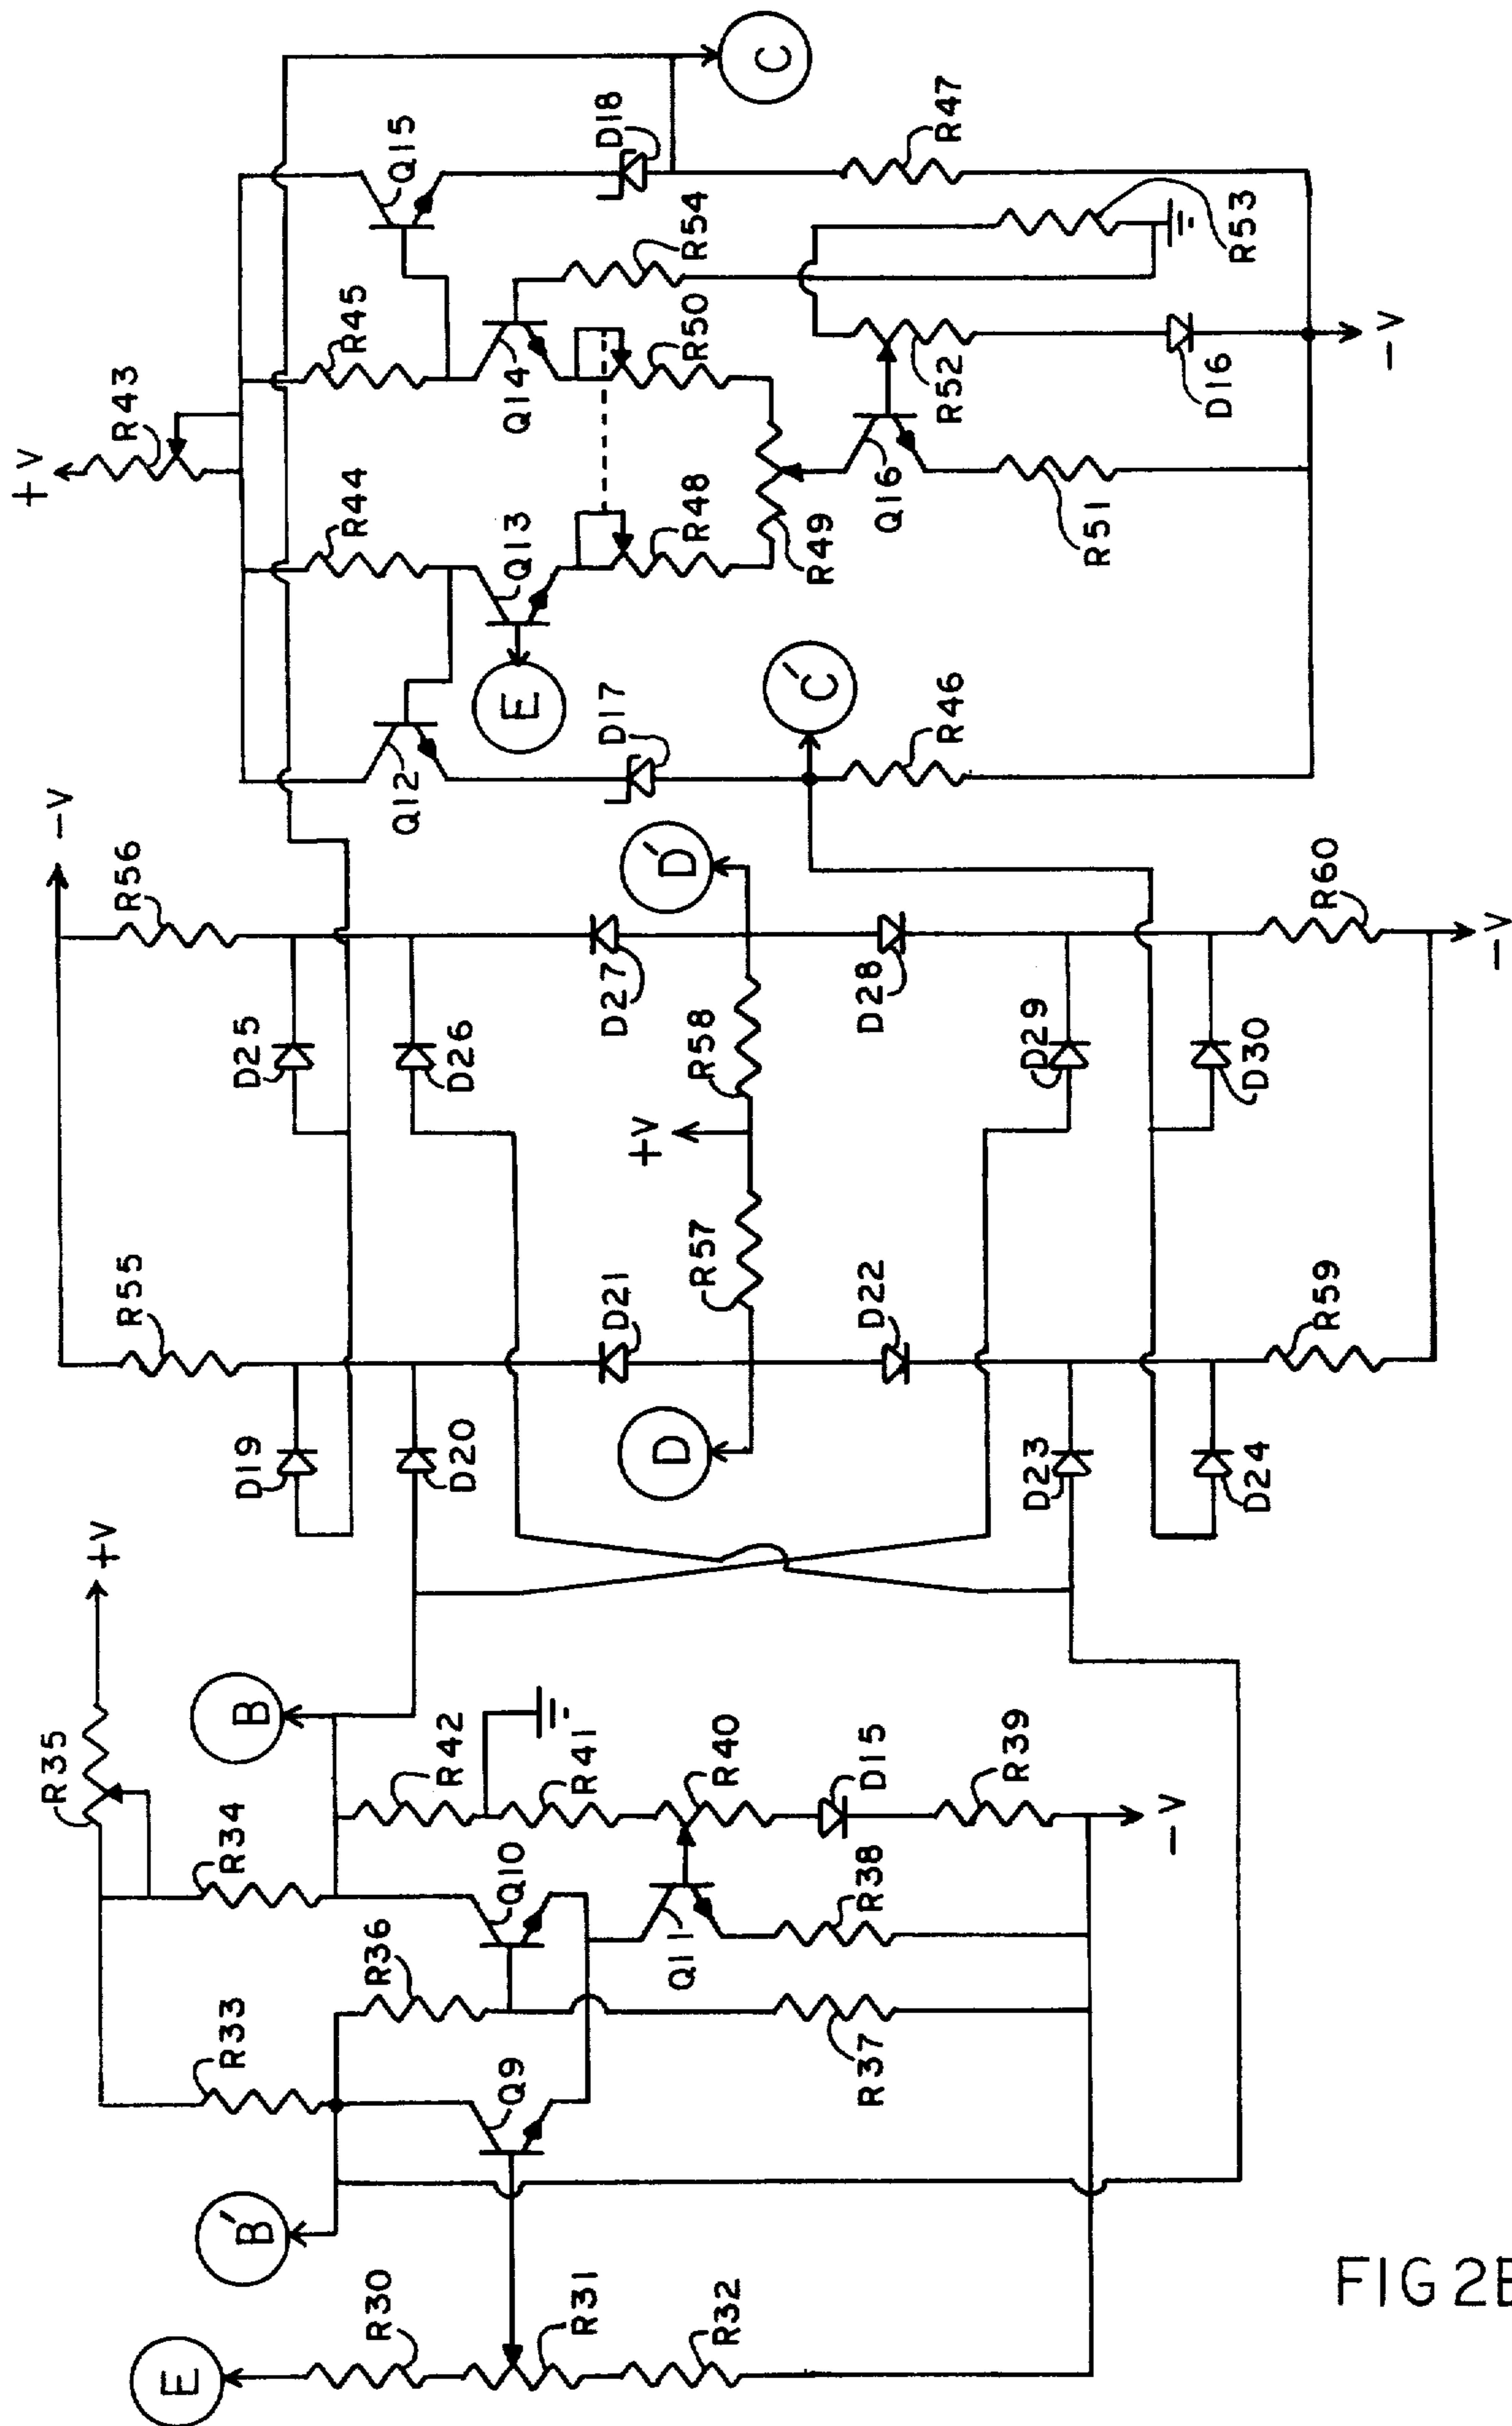 R35
-V
+V
+V
R55
R56
R43
E
B'
R33
R34
B
D19
D25
R30
R36
R42
D20
D26
R44
R45
Q12
Q15
Q9
Q10
Q13
Q14
E
R31
R41
D21
D27
D17
D18
+V
D
D'
R54
R32
Q11
R40
R57
R58
R48
R50
C
D15
R49
C'
R37
R38
D22
D28
Q16
R52
R46
R47
R39
D23
D29
R51
-V
D24
D30
D16
R53
R59
R60
-V
-V
FIG 2B